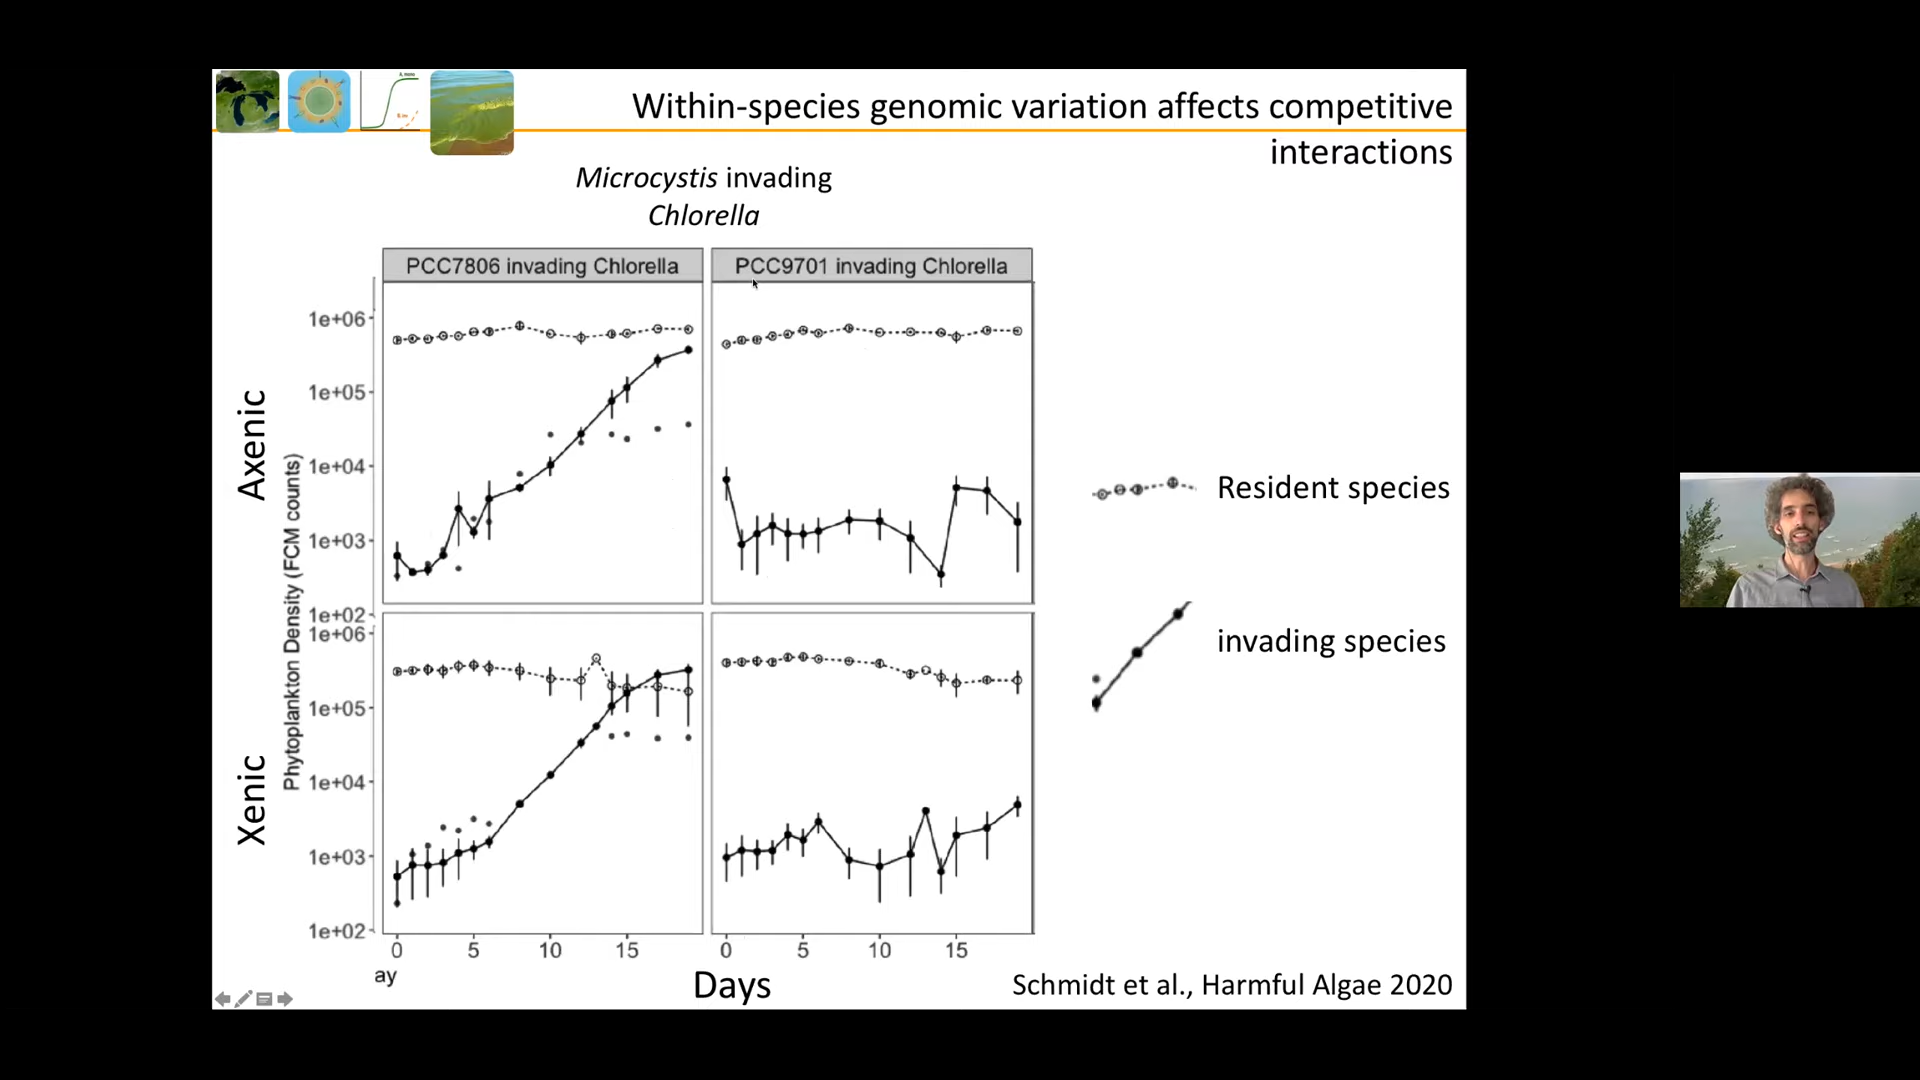 Within-species genomic variation affects competitive
interactions
Microcystis invading
Chlorella
PCC7806 invading Chlorella
PCC9701 invading Chlorella
Axenic
Xenic
Phytoplankton Density (FCM counts)
1e+06
1e+05
1e+04
1e+03
1e+02
1e+06
1e+05
1e+04
1e+03
1e+02
0 5 10 15
0 5 10 15
ay
Days
Resident species
invading species
Schmidt et al., Harmful Algae 2020